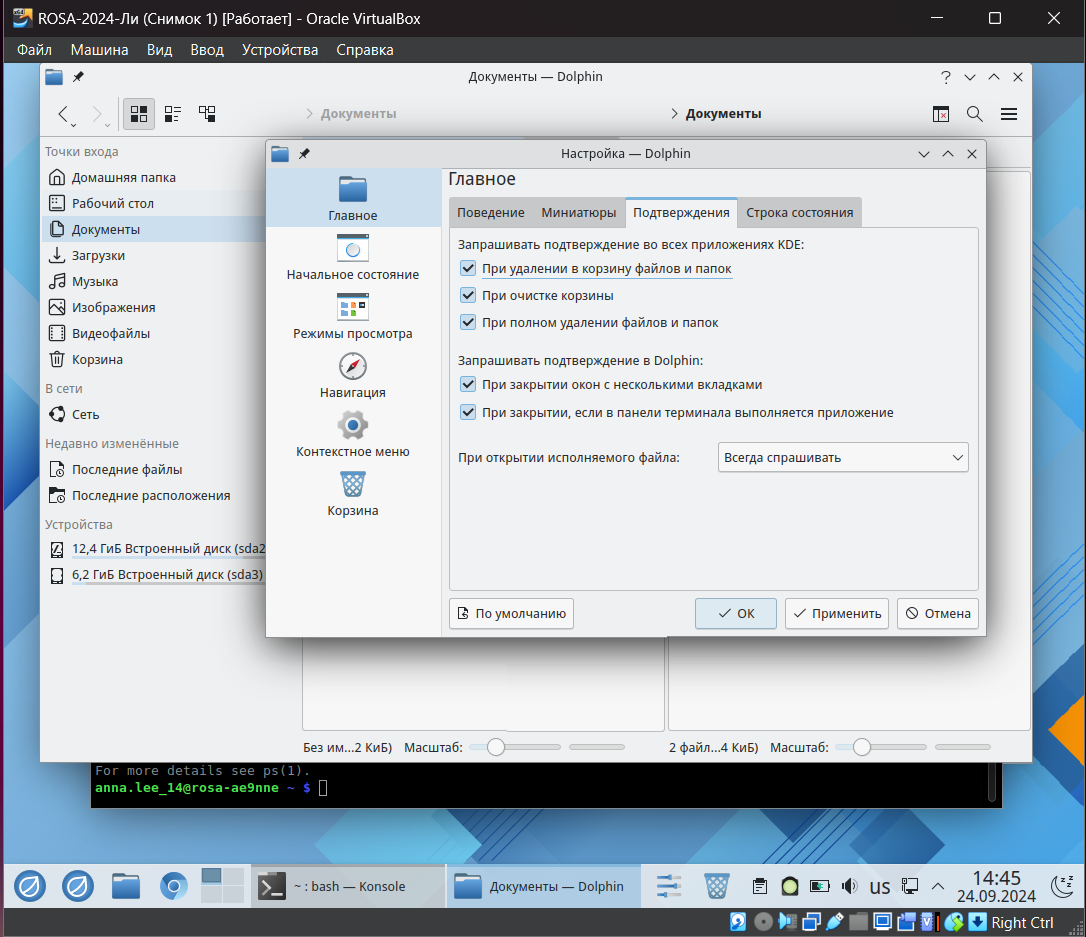 ROSA-2024-Ли (Снимок 1) [Работает] - Oracle VirtualBox
Файл Машина Вид Ввод Устройства Справка
Документы — Dolphin
Документы
Документы
Точки входа
Домашняя папка
Рабочий стол
Документы
Загрузки
Музыка
Изображения
Видеофайлы
Корзина
В сети
Сеть
Недавно изменённые
Последние файлы
Последние расположения
Устройства
12,4 ГиБ Встроенный диск (sda2
6,2 ГиБ Встроенный диск (sda3)
Настройка — Dolphin
Главное
Начальное состояние
Режимы просмотра
Навигация
Контекстное меню
Корзина
Главное
Поведение Миниатюры Подтверждения Строка состояния
Запрашивать подтверждение во всех приложениях KDE:
При удалении в корзину файлов и папок
При очистке корзины
При полном удалении файлов и папок
Запрашивать подтверждение в Dolphin:
При закрытии окон с несколькими вкладками
При закрытии, если в панели терминала выполняется приложение
При открытии исполняемого файла: Всегда спрашивать
По умолчанию ОК Применить Отмена
Без им...2 КиБ) Масштаб: 2 файл...4 КиБ) Масштаб:
For more details see ps(1).
anna.lee_14@rosa-ae9nne ~ $
~ : bash — Konsole Документы — Dolphin us 14:45
24.09.2024
Right Ctrl